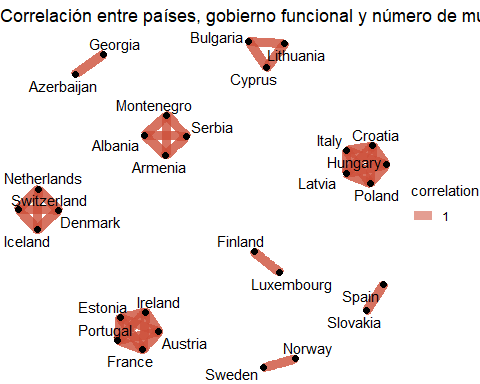 Correlación entre países, gobierno funcional y número de mu
Georgia
Azerbaijan
Bulgaria
Lithuania
Cyprus
Montenegro
Serbia
Albania
Armenia
Italy
Croatia
Hungary
Latvia
Poland
Netherlands
Switzerland
Denmark
Iceland
correlation
1
Finland
Luxembourg
Spain
Slovakia
Estonia
Ireland
Portugal
Austria
France
Norway
Sweden